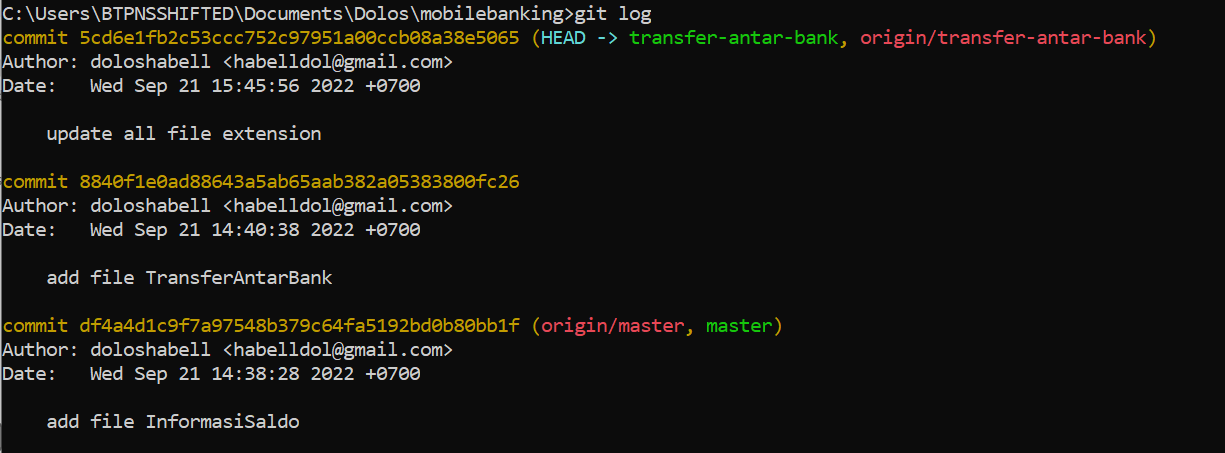 C:\Users\BTPNSSHIFTED\Documents\Dolos\mobilebanking>git log
commit 5cd6e1fb2c53ccc752c97951a00ccb08a38e5065 (HEAD -> transfer-antar-bank, origin/transfer-antar-bank)
Author: doloshabell <habelldol@gmail.com>
Date:   Wed Sep 21 15:45:56 2022 +0700
    update all file extension
commit 8840f1e0ad88643a5ab65aab382a05383800fc26
Author: doloshabell <habelldol@gmail.com>
Date:   Wed Sep 21 14:40:38 2022 +0700
    add file TransferAntarBank
commit df4a4d1c9f7a97548b379c64fa5192bd0b80bb1f (origin/master, master)
Author: doloshabell <habelldol@gmail.com>
Date:   Wed Sep 21 14:38:28 2022 +0700
    add file InformasiSaldo